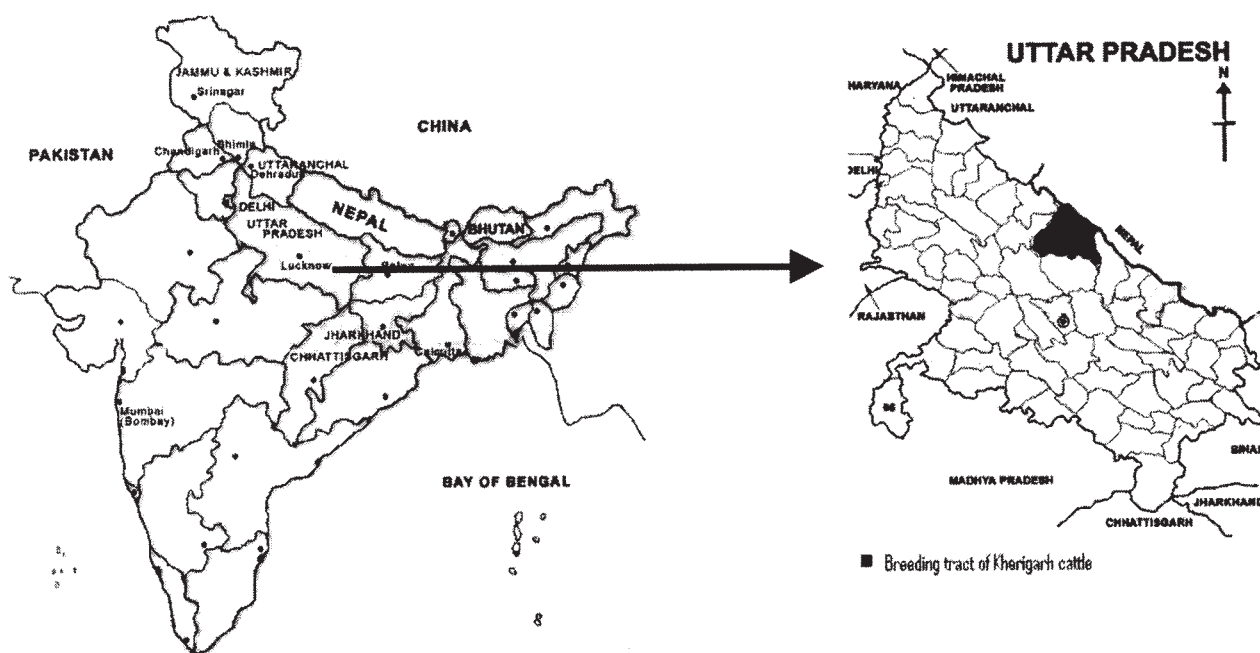 JAMMU & KASHMIR
Srinagar
CHINA
PAKISTAN
Chandigarh
Shimla
UTTARANCHAL
Dehradun
DELHI
UTTAR
PRADESH
NEPAL
BHUTAN
Lucknow
JHARKHAND
CHHATTISGARH
Calcutta
Mumbai
(Bombay)
BAY OF BENGAL
UTTAR PRADESH
N
HARYANA
HIMACHAL
PRADESH
UTTARANCHAL
DELHI
NEPAL
RAJASTHAN
BIHAR
MADHYA PRADESH
JHARKHAND
CHHATTISGARH
Breeding tract of Kherigarh cattle